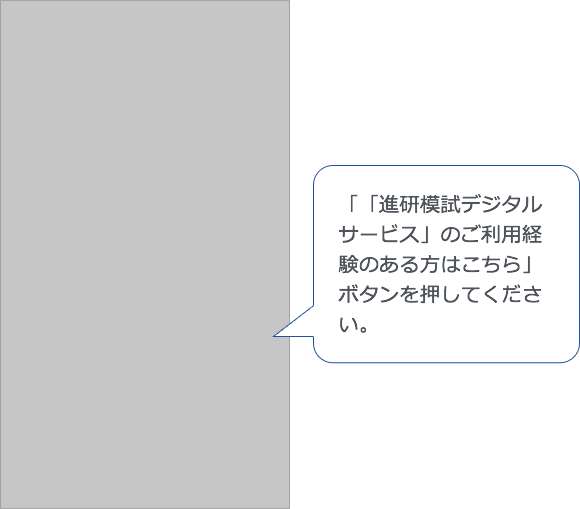 「「進研模試デジタル
サービス」のご利用経
験のある方はこちら」
ボタンを押してくださ
い。